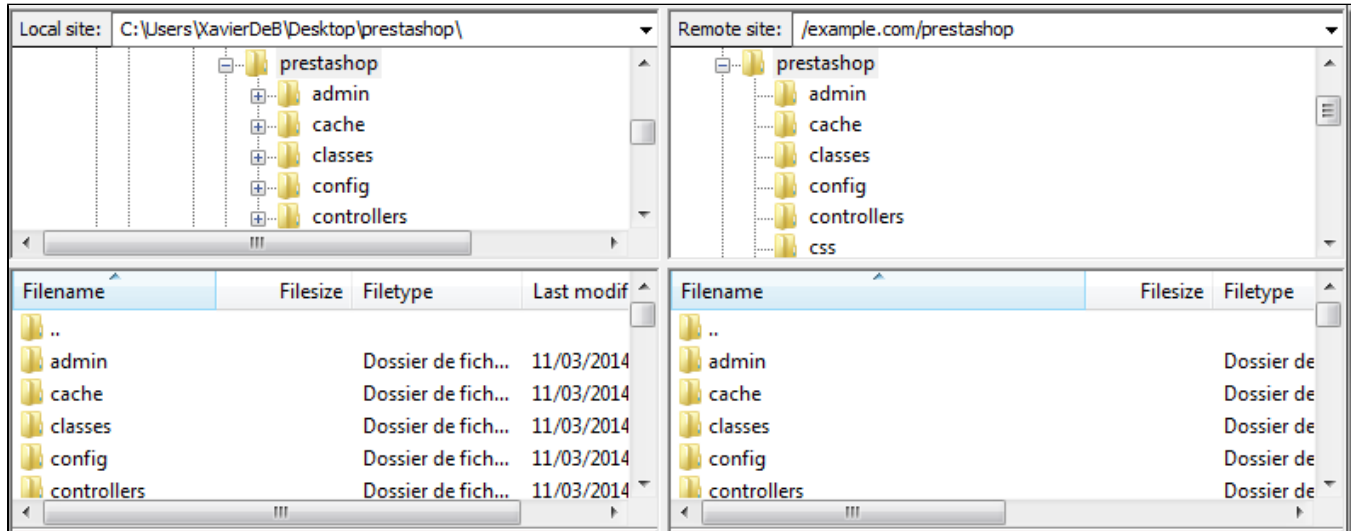 Local site: C:\Users\XavierDeB\Desktop\prestashop\
prestashop
admin
cache
classes
config
controllers
Filename Filesize Filetype Last modif
..
admin Dossier de fich... 11/03/2014
cache Dossier de fich... 11/03/2014
classes Dossier de fich... 11/03/2014
config Dossier de fich... 11/03/2014
controllers Dossier de fich... 11/03/2014
Remote site: /example.com/prestashop
prestashop
admin
cache
classes
config
controllers
css
Filename Filesize Filetype
..
admin Dossier de
cache Dossier de
classes Dossier de
config Dossier de
controllers Dossier de